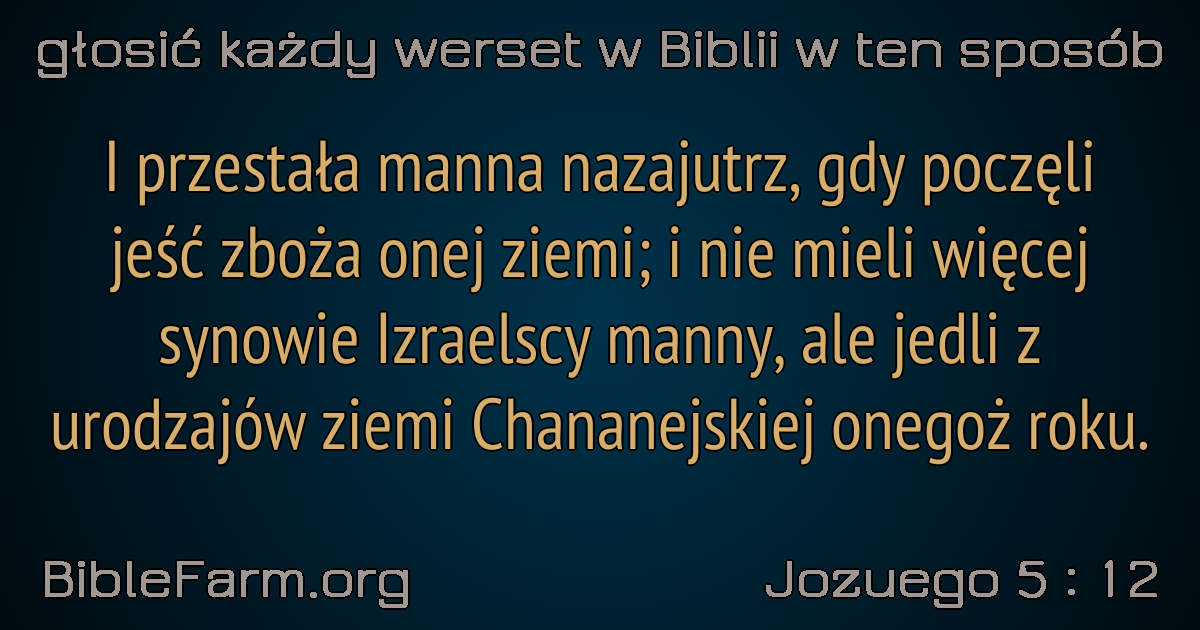 głosić każdy werset w Biblii w ten sposób
I przestała manna nazajutrz, gdy poczęli
jeść zboża onej ziemi; i nie mieli więcej
synowie Izraelscy manny, ale jedli z
urodzajów ziemi Chananejskiej onegoż roku.
BibleFarm.org
Jozuego 5 : 12